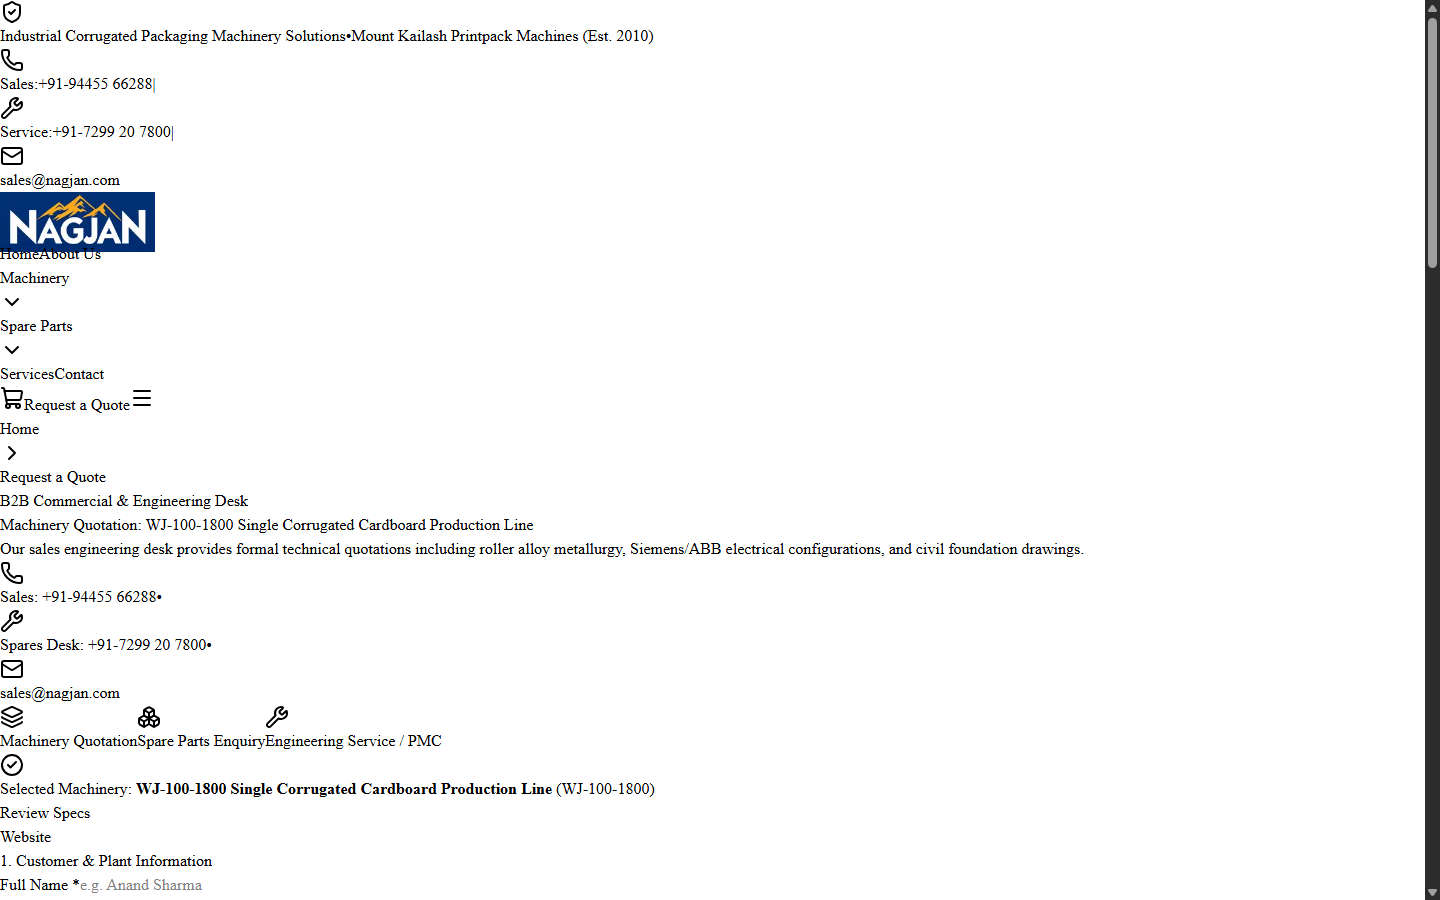 Industrial Corrugated Packaging Machinery Solutions•Mount Kailash Printpack Machines (Est. 2010)
Sales:+91-94455 66288|
Service:+91-7299 20 7800|
sales@nagjan.com
NAGJAN
HomeAbout Us
Machinery
Spare Parts
ServicesContact
Request a Quote
Home
Request a Quote
B2B Commercial & Engineering Desk
Machinery Quotation: WJ-100-1800 Single Corrugated Cardboard Production Line
Our sales engineering desk provides formal technical quotations including roller alloy metallurgy, Siemens/ABB electrical configurations, and civil foundation drawings.
Sales: +91-94455 66288•
Spares Desk: +91-7299 20 7800•
sales@nagjan.com
Machinery QuotationSpare Parts EnquiryEngineering Service / PMC
Selected Machinery: WJ-100-1800 Single Corrugated Cardboard Production Line (WJ-100-1800)
Review Specs
Website
1. Customer & Plant Information
Full Name *e.g. Anand Sharma